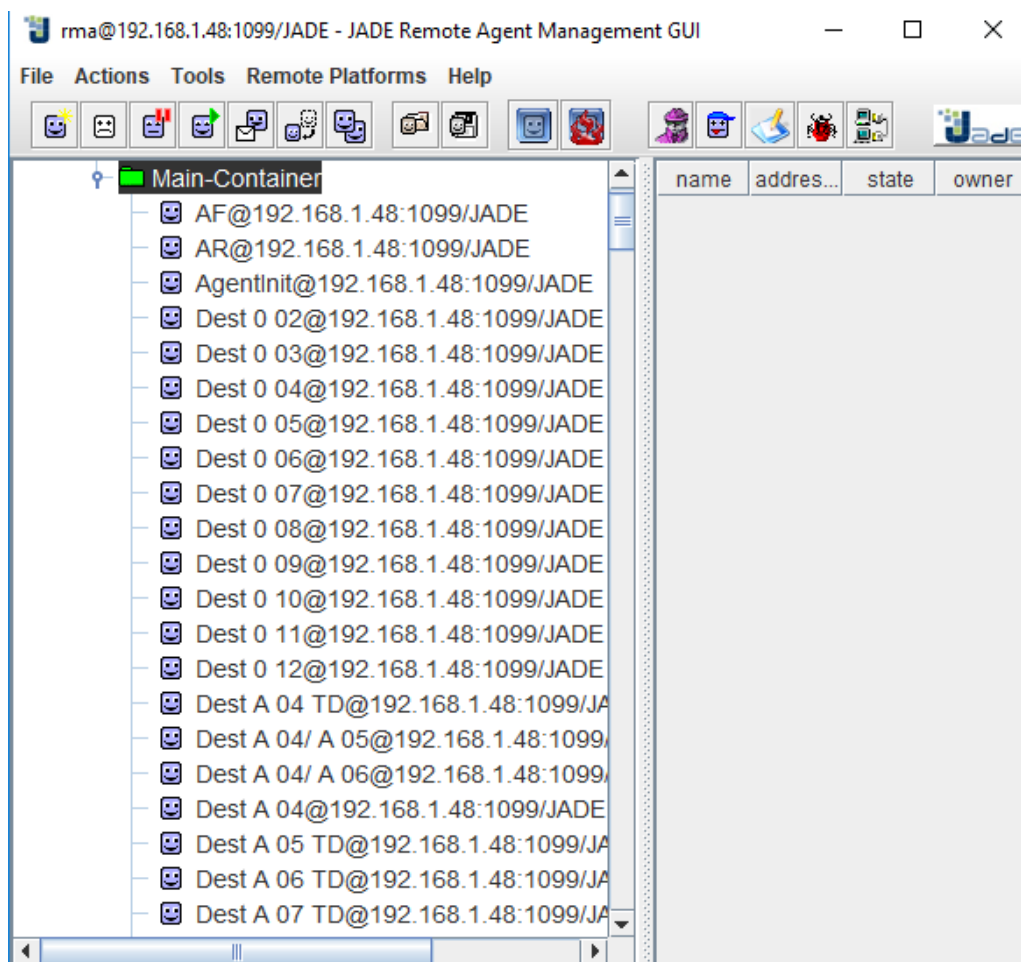 rma@192.168.1.48:1099/JADE - JADE Remote Agent Management GUI
File Actions Tools Remote Platforms Help
Jade
Main-Container
name addres... state owner
AF@192.168.1.48:1099/JADE
AR@192.168.1.48:1099/JADE
AgentInit@192.168.1.48:1099/JADE
Dest 0 02@192.168.1.48:1099/JADE
Dest 0 03@192.168.1.48:1099/JADE
Dest 0 04@192.168.1.48:1099/JADE
Dest 0 05@192.168.1.48:1099/JADE
Dest 0 06@192.168.1.48:1099/JADE
Dest 0 07@192.168.1.48:1099/JADE
Dest 0 08@192.168.1.48:1099/JADE
Dest 0 09@192.168.1.48:1099/JADE
Dest 0 10@192.168.1.48:1099/JADE
Dest 0 11@192.168.1.48:1099/JADE
Dest 0 12@192.168.1.48:1099/JADE
Dest A 04 TD@192.168.1.48:1099/JA
Dest A 04/ A 05@192.168.1.48:1099/
Dest A 04/ A 06@192.168.1.48:1099/
Dest A 04@192.168.1.48:1099/JADE
Dest A 05 TD@192.168.1.48:1099/JA
Dest A 06 TD@192.168.1.48:1099/JA
Dest A 07 TD@192.168.1.48:1099/JA